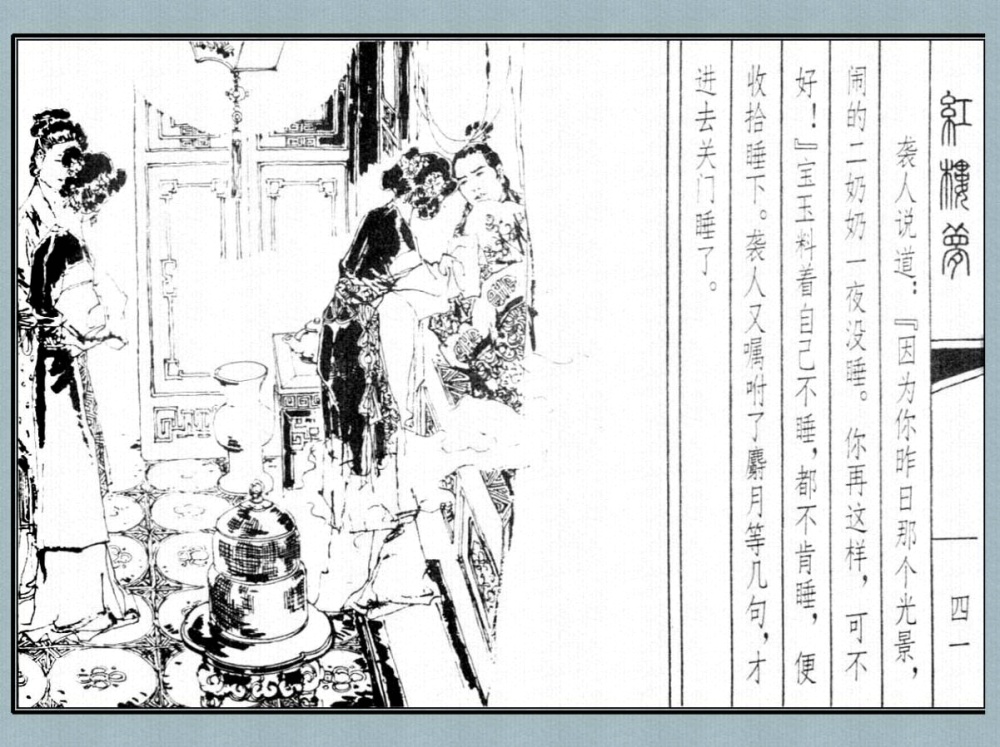 紅樓夢
四一
袭人说道：『因为你昨日那个光景，
闹的二奶奶一夜没睡。你再这样，可不
好！』宝玉料着自己不睡，都不肯睡，便
收拾睡下。袭人又嘱咐了麝月等几句，才
进去关门睡了。